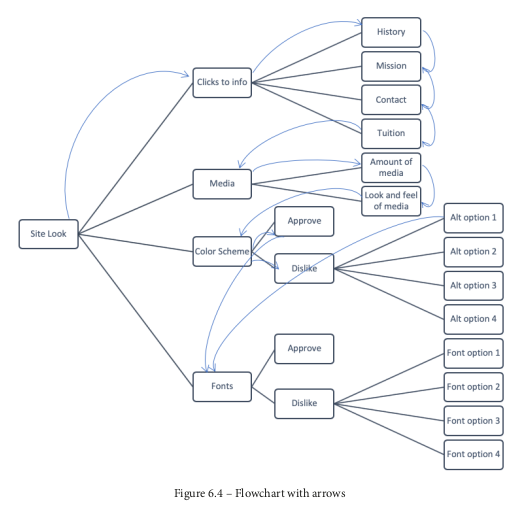 History
Clicks to info
Mission
Contact
Tuition
Amount of
media
Media
Look and feel
of media
Site Look
Approve
Color Scheme
Dislike
Alt option 1
Alt option 2
Alt option 3
Alt option 4
Approve
Fonts
Dislike
Font option 1
Font option 2
Font option 3
Font option 4
Figure 6.4 – Flowchart with arrows